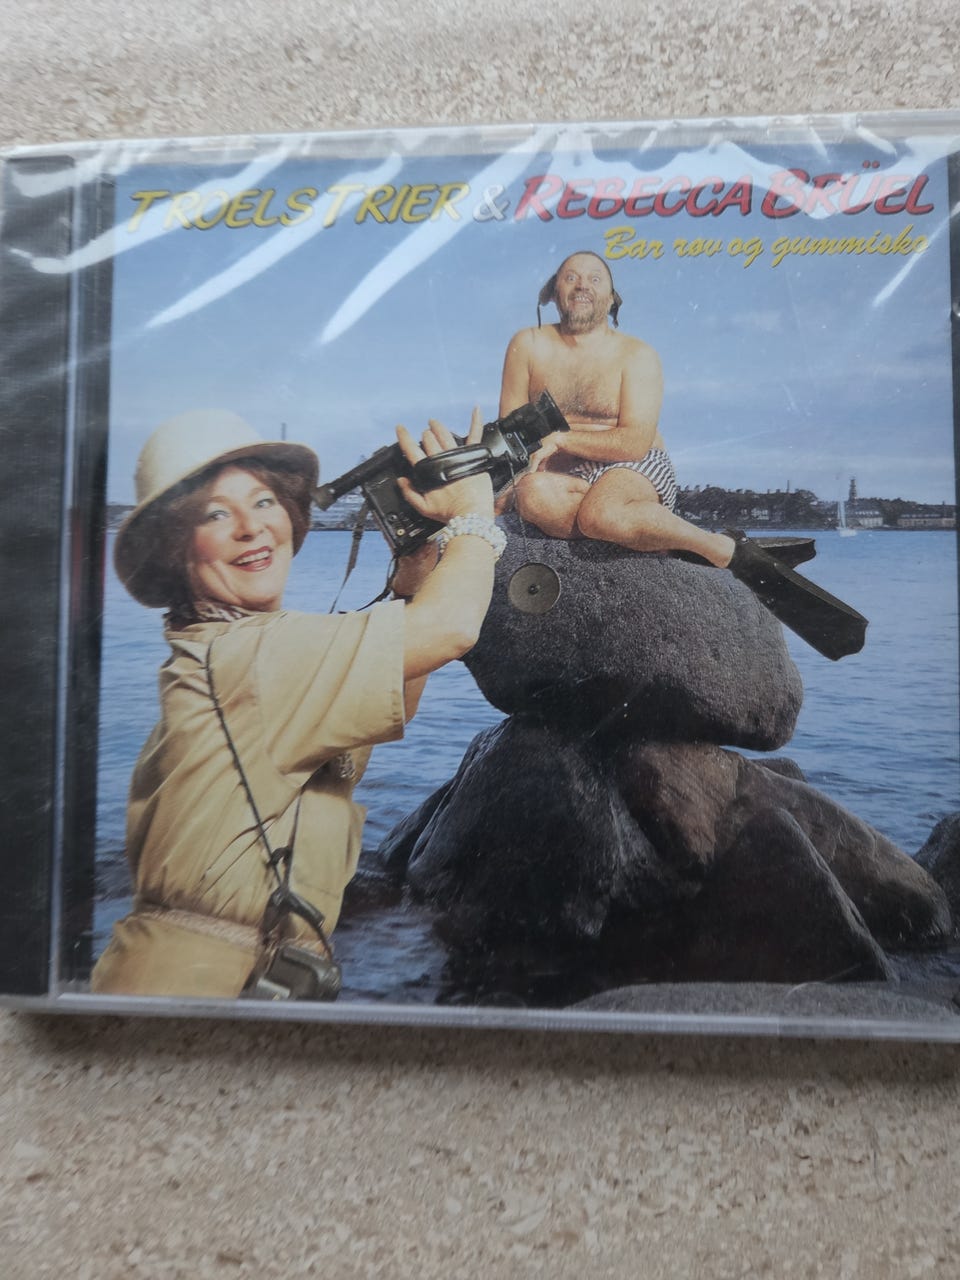 TROELS TRIER & REBECCA BRÜEL
Bar røv og gummisko